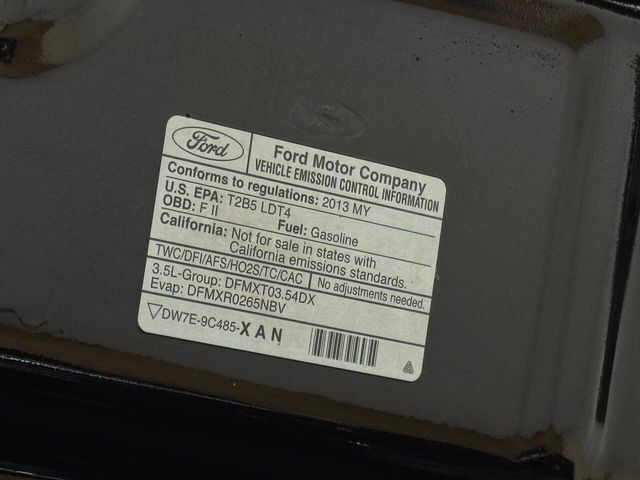 Ford
Ford Motor Company
VEHICLE EMISSION CONTROL INFORMATION
Conforms to regulations: 2013 MY
U.S. EPA: T2B5 LDT4
OBD: F II Fuel: Gasoline
California: Not for sale in states with
California emissions standards.
TWC/DFI/AFS/HO2S/TC/CAC No adjustments needed.
3.5L-Group: DFMXT03.54DX
Evap: DFMXR0265NBV
DW7E-9C485-XAN